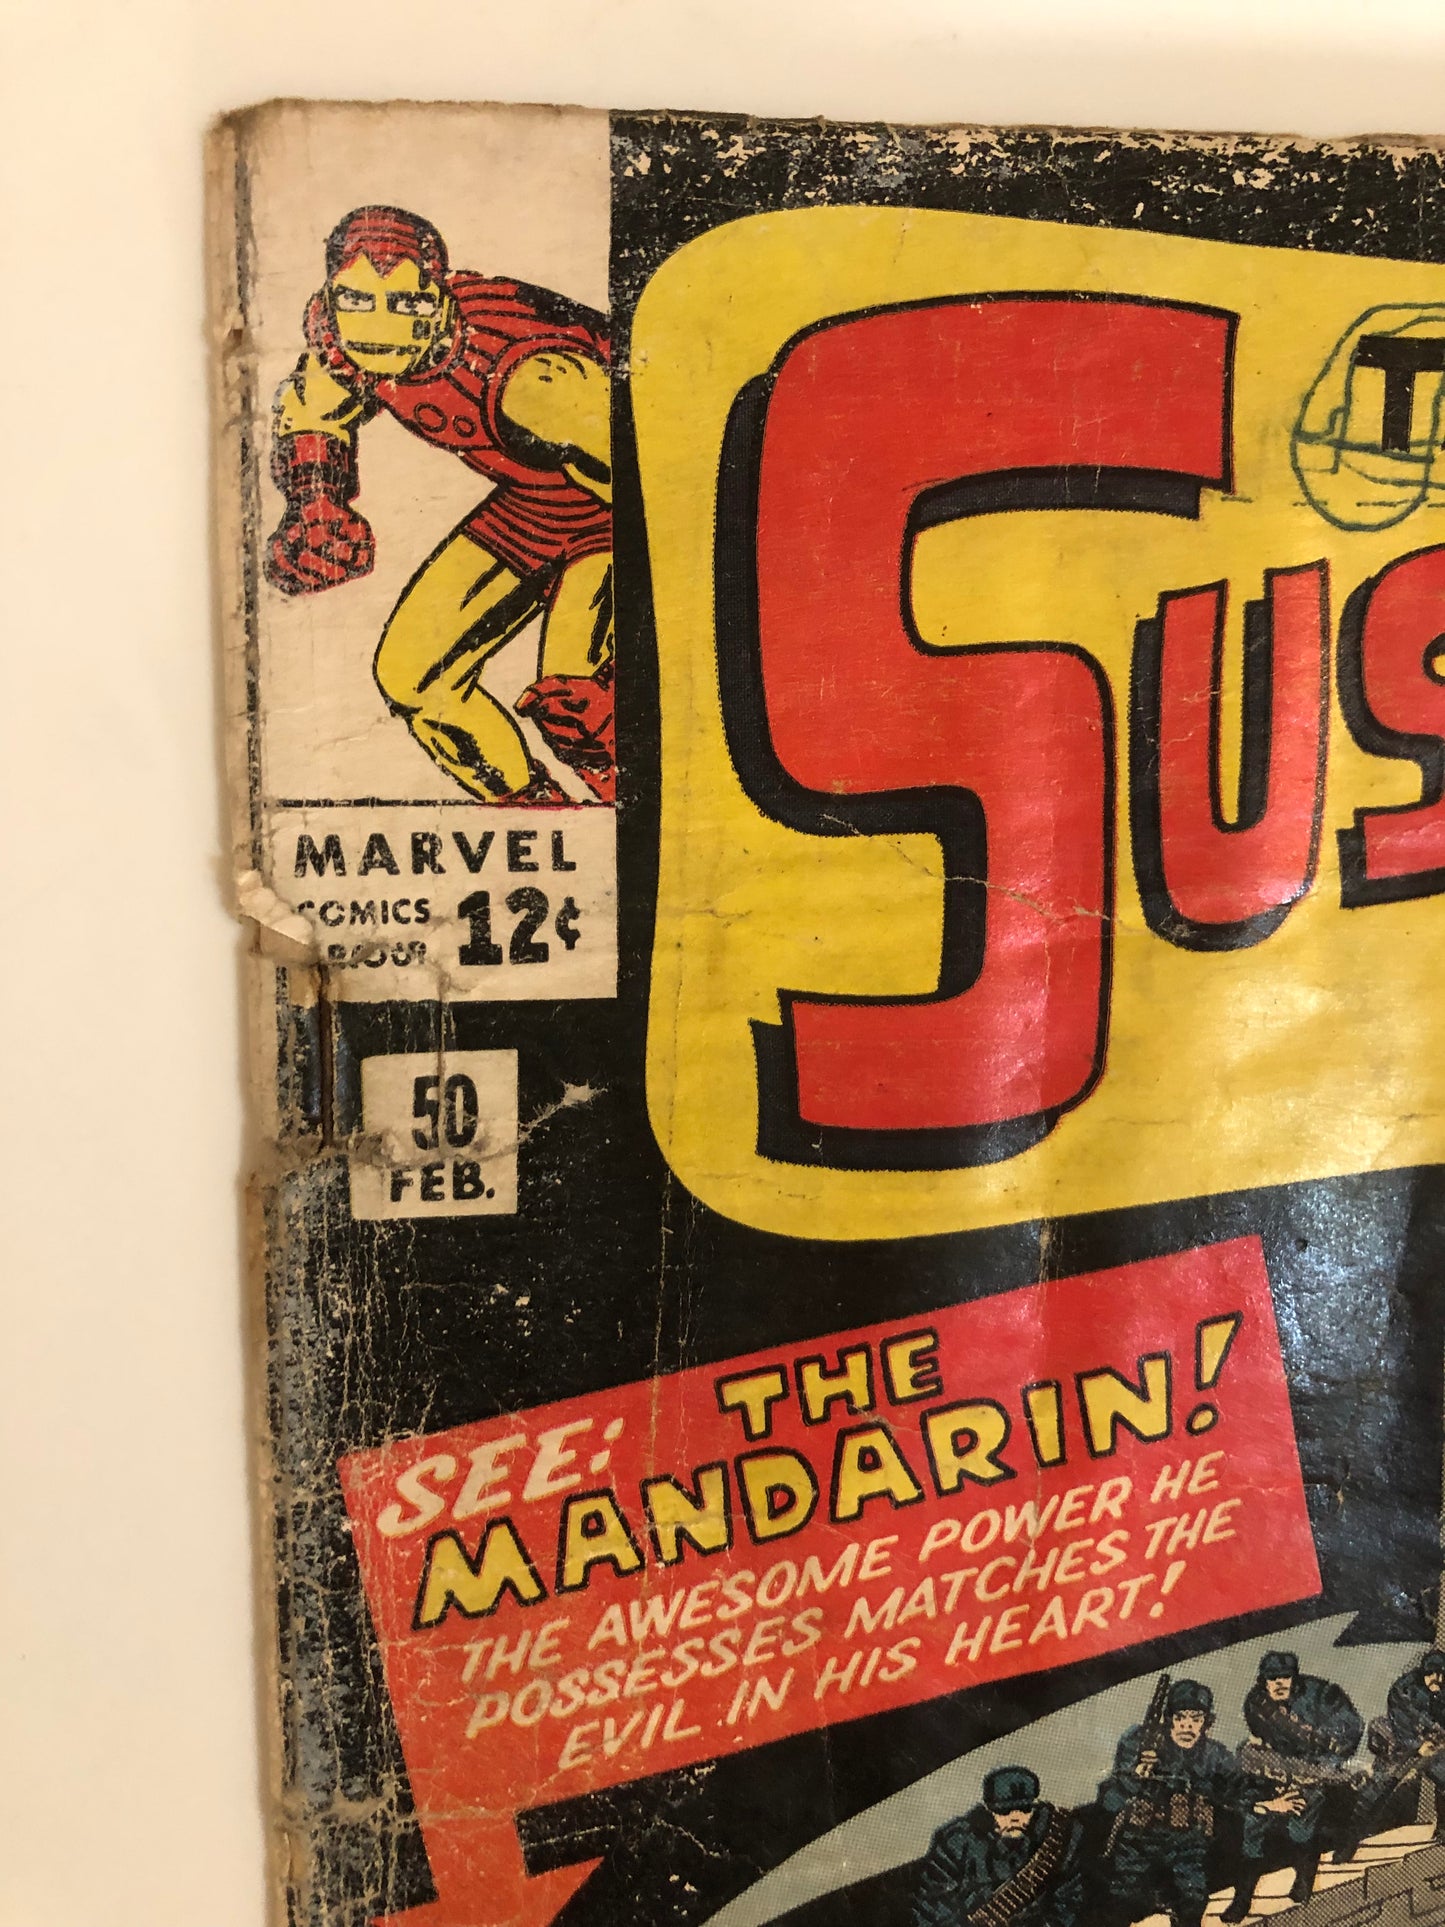 MARVEL
COMICS 12¢
50
FEB.
T
SUS
SEE: THE
MANDARIN!
THE AWESOME POWER HE
POSSESSES MATCHES THE
EVIL IN HIS HEART!